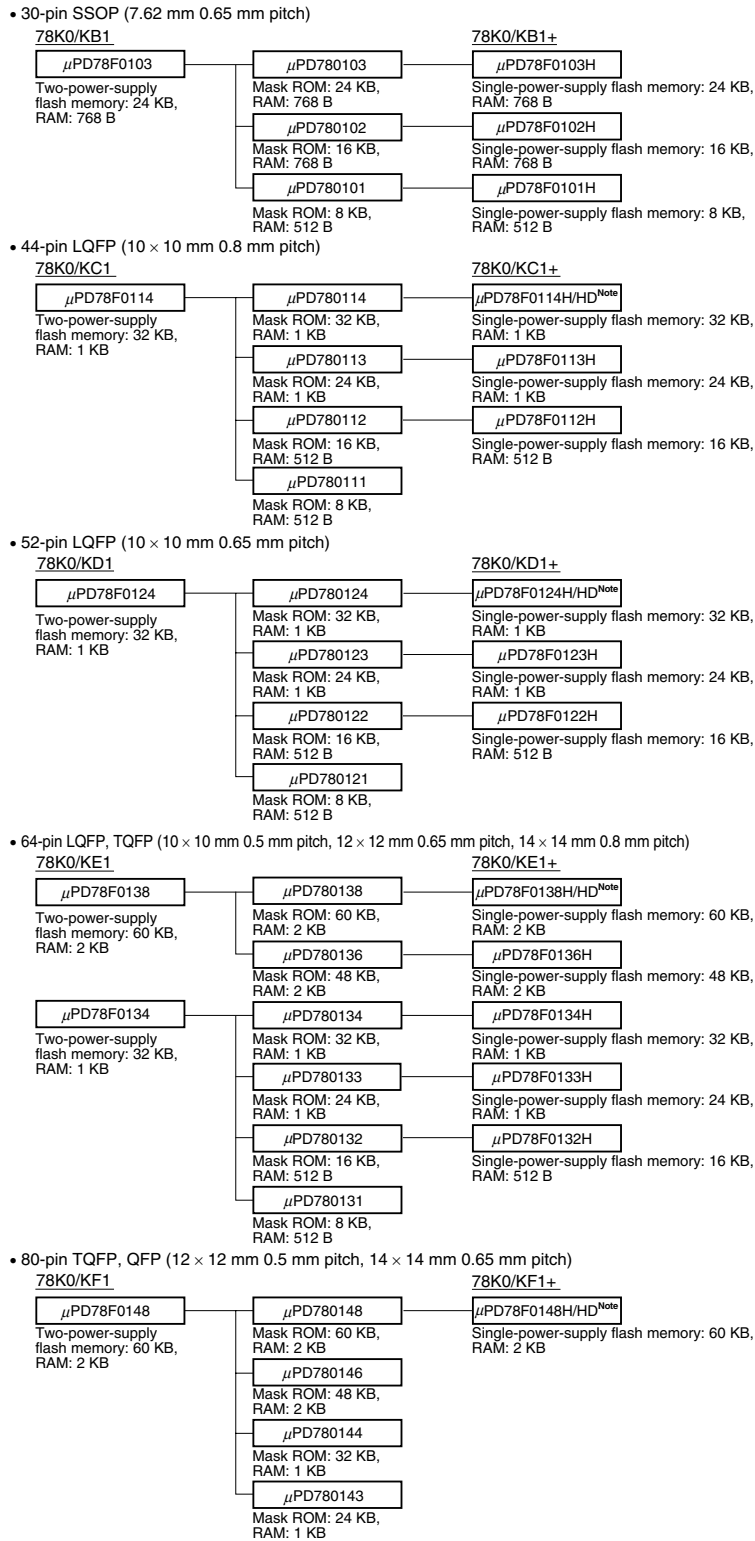 • 30-pin SSOP (7.62 mm 0.65 mm pitch)
78K0/KB1
78K0/KB1+
μPD78F0103
μPD780103
μPD78F0103H
Two-power-supply
flash memory: 24 KB,
RAM: 768 B
Mask ROM: 24 KB,
RAM: 768 B
Single-power-supply flash memory: 24 KB,
RAM: 768 B
μPD780102
μPD78F0102H
Mask ROM: 16 KB,
RAM: 768 B
Single-power-supply flash memory: 16 KB,
RAM: 768 B
μPD780101
μPD78F0101H
Mask ROM: 8 KB,
RAM: 512 B
Single-power-supply flash memory: 8 KB,
RAM: 512 B
• 44-pin LQFP (10 × 10 mm 0.8 mm pitch)
78K0/KC1
78K0/KC1+
μPD78F0114
μPD780114
μPD78F0114H/HDNote
Two-power-supply
flash memory: 32 KB,
RAM: 1 KB
Mask ROM: 32 KB,
RAM: 1 KB
Single-power-supply flash memory: 32 KB,
RAM: 1 KB
μPD780113
μPD78F0113H
Mask ROM: 24 KB,
RAM: 1 KB
Single-power-supply flash memory: 24 KB,
RAM: 1 KB
μPD780112
μPD78F0112H
Mask ROM: 16 KB,
RAM: 512 B
Single-power-supply flash memory: 16 KB,
RAM: 512 B
μPD780111
Mask ROM: 8 KB,
RAM: 512 B
• 52-pin LQFP (10 × 10 mm 0.65 mm pitch)
78K0/KD1
78K0/KD1+
μPD78F0124
μPD780124
μPD78F0124H/HDNote
Two-power-supply
flash memory: 32 KB,
RAM: 1 KB
Mask ROM: 32 KB,
RAM: 1 KB
Single-power-supply flash memory: 32 KB,
RAM: 1 KB
μPD780123
μPD78F0123H
Mask ROM: 24 KB,
RAM: 1 KB
Single-power-supply flash memory: 24 KB,
RAM: 1 KB
μPD780122
μPD78F0122H
Mask ROM: 16 KB,
RAM: 512 B
Single-power-supply flash memory: 16 KB,
RAM: 512 B
μPD780121
Mask ROM: 8 KB,
RAM: 512 B
• 64-pin LQFP, TQFP (10 × 10 mm 0.5 mm pitch, 12 × 12 mm 0.65 mm pitch, 14 × 14 mm 0.8 mm pitch)
78K0/KE1
78K0/KE1+
μPD78F0138
μPD780138
μPD78F0138H/HDNote
Two-power-supply
flash memory: 60 KB,
RAM: 2 KB
Mask ROM: 60 KB,
RAM: 2 KB
Single-power-supply flash memory: 60 KB,
RAM: 2 KB
μPD780136
μPD78F0136H
Mask ROM: 48 KB,
RAM: 2 KB
Single-power-supply flash memory: 48 KB,
RAM: 2 KB
μPD78F0134
μPD780134
μPD78F0134H
Two-power-supply
flash memory: 32 KB,
RAM: 1 KB
Mask ROM: 32 KB,
RAM: 1 KB
Single-power-supply flash memory: 32 KB,
RAM: 1 KB
μPD780133
μPD78F0133H
Mask ROM: 24 KB,
RAM: 1 KB
Single-power-supply flash memory: 24 KB,
RAM: 1 KB
μPD780132
μPD78F0132H
Mask ROM: 16 KB,
RAM: 512 B
Single-power-supply flash memory: 16 KB,
RAM: 512 B
μPD780131
Mask ROM: 8 KB,
RAM: 512 B
• 80-pin TQFP, QFP (12 × 12 mm 0.5 mm pitch, 14 × 14 mm 0.65 mm pitch)
78K0/KF1
78K0/KF1+
μPD78F0148
μPD780148
μPD78F0148H/HDNote
Two-power-supply
flash memory: 60 KB,
RAM: 2 KB
Mask ROM: 60 KB,
RAM: 2 KB
Single-power-supply flash memory: 60 KB,
RAM: 2 KB
μPD780146
Mask ROM: 48 KB,
RAM: 2 KB
μPD780144
Mask ROM: 32 KB,
RAM: 1 KB
μPD780143
Mask ROM: 24 KB,
RAM: 1 KB